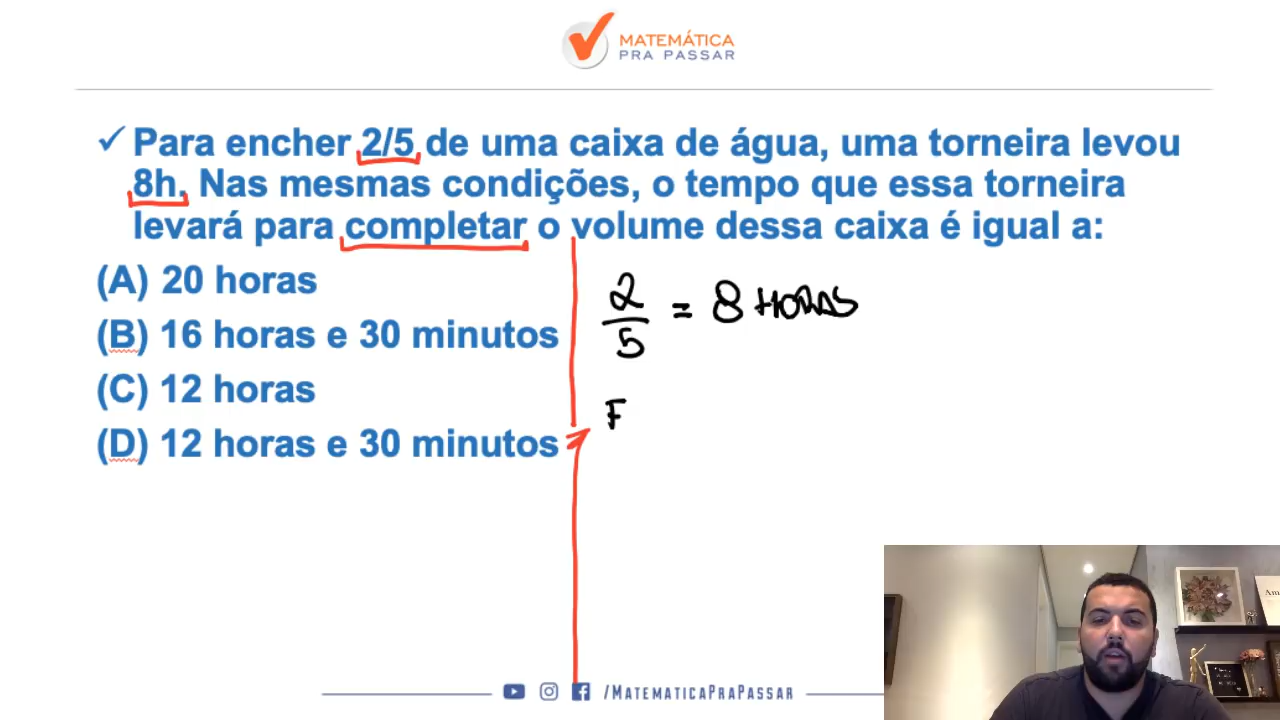 MATEMÁTICA
PRA PASSAR
Para encher 2/5 de uma caixa de água, uma torneira levou
8h. Nas mesmas condições, o tempo que essa torneira
levará para completar o volume dessa caixa é igual a:
(A) 20 horas
(B) 16 horas e 30 minutos
(C) 12 horas
(D) 12 horas e 30 minutos
2
5
= 8 HORAS
F
/MATEMATICAPRAPASSAR
Am